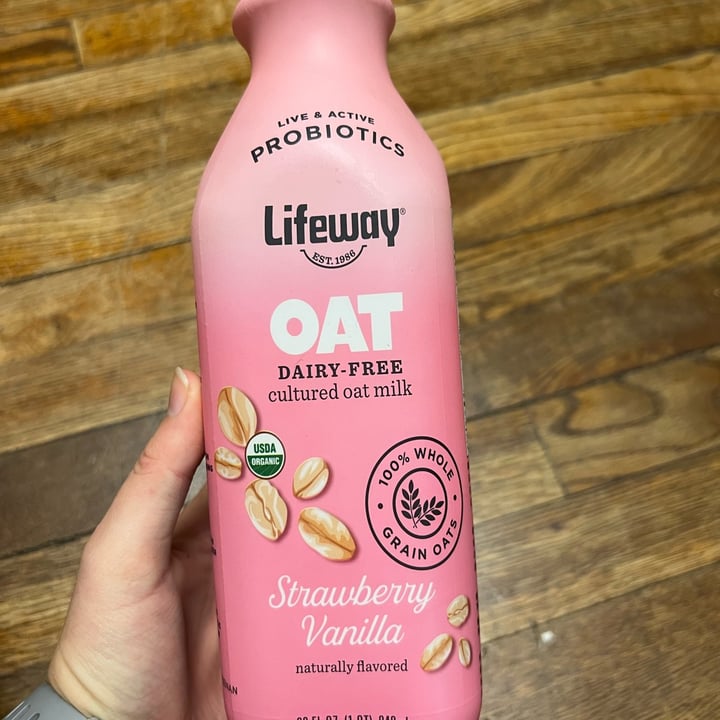 LIVE & ACTIVE
PROBIOTICS
Lifeway®
EST. 1986
OAT
DAIRY-FREE
cultured oat milk
USDA
ORGANIC
100% WHOLE
GRAIN OATS
Strawberry
Vanilla
naturally flavored